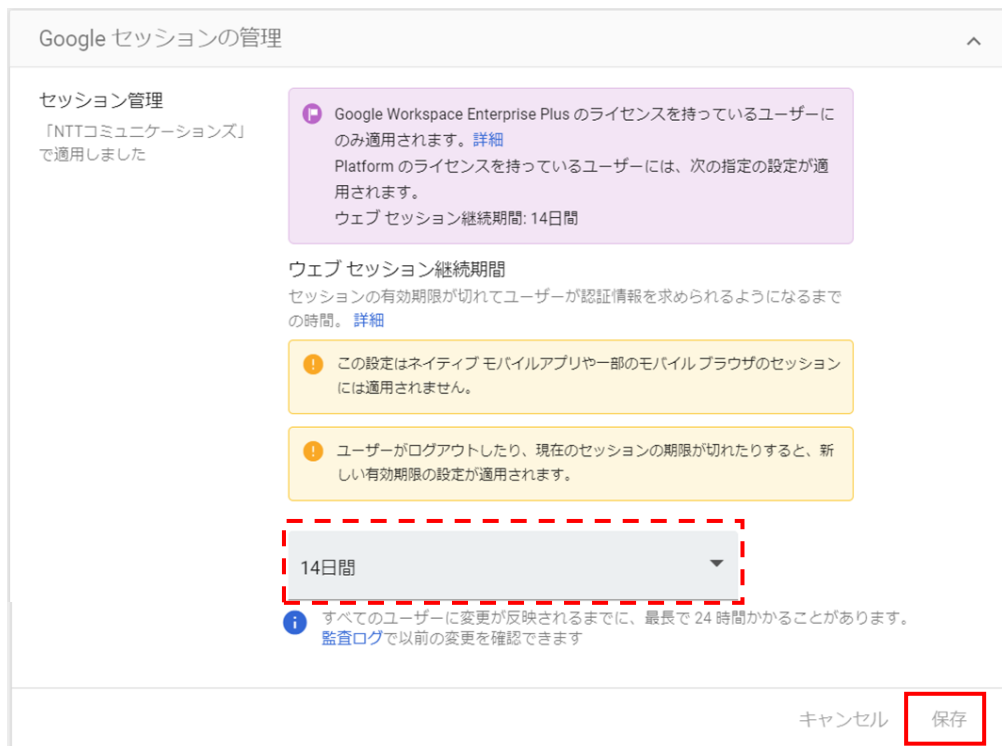 Google セッションの管理
セッション管理
「NTTコミュニケーションズ」
で適用しました
Google Workspace Enterprise Plus のライセンスを持っているユーザーに
のみ適用されます。詳細
Platform のライセンスを持っているユーザーには、次の指定の設定が適
用されます。
ウェブ セッション継続期間: 14日間
ウェブ セッション継続期間
セッションの有効期限が切れてユーザーが認証情報を求められるようになるまで
の時間。 詳細
この設定はネイティブ モバイルアプリや一部のモバイル ブラウザのセッション
には適用されません。
ユーザーがログアウトしたり、現在のセッションの期限が切れたりすると、新
しい有効期限の設定が適用されます。
14日間
すべてのユーザーに変更が反映されるまでに、最長で 24 時間かかることがあります。
監査ログで以前の変更を確認できます
キャンセル 保存